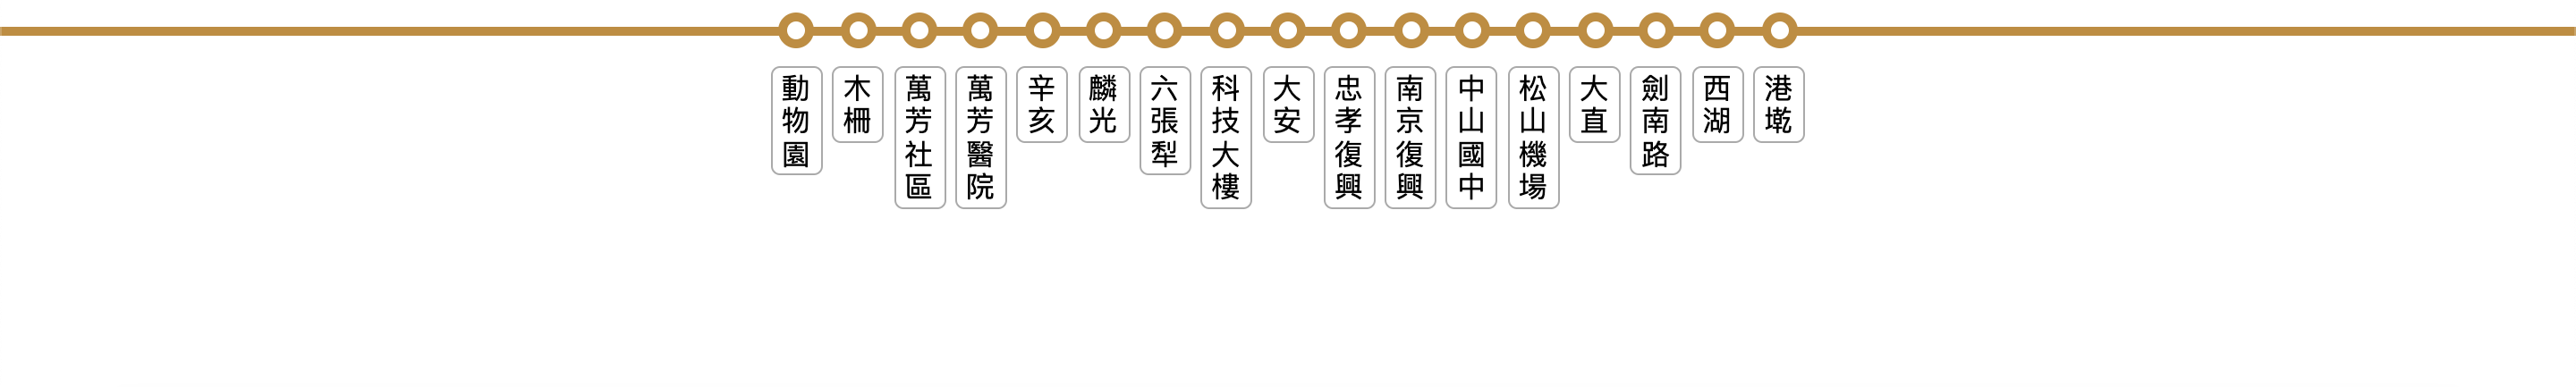 動物園
木柵
萬芳社區
萬芳醫院
辛亥
麟光
六張犁
科技大樓
大安
忠孝復興
南京復興
中山國中
松山機場
大直
劍南路
西湖
港墘